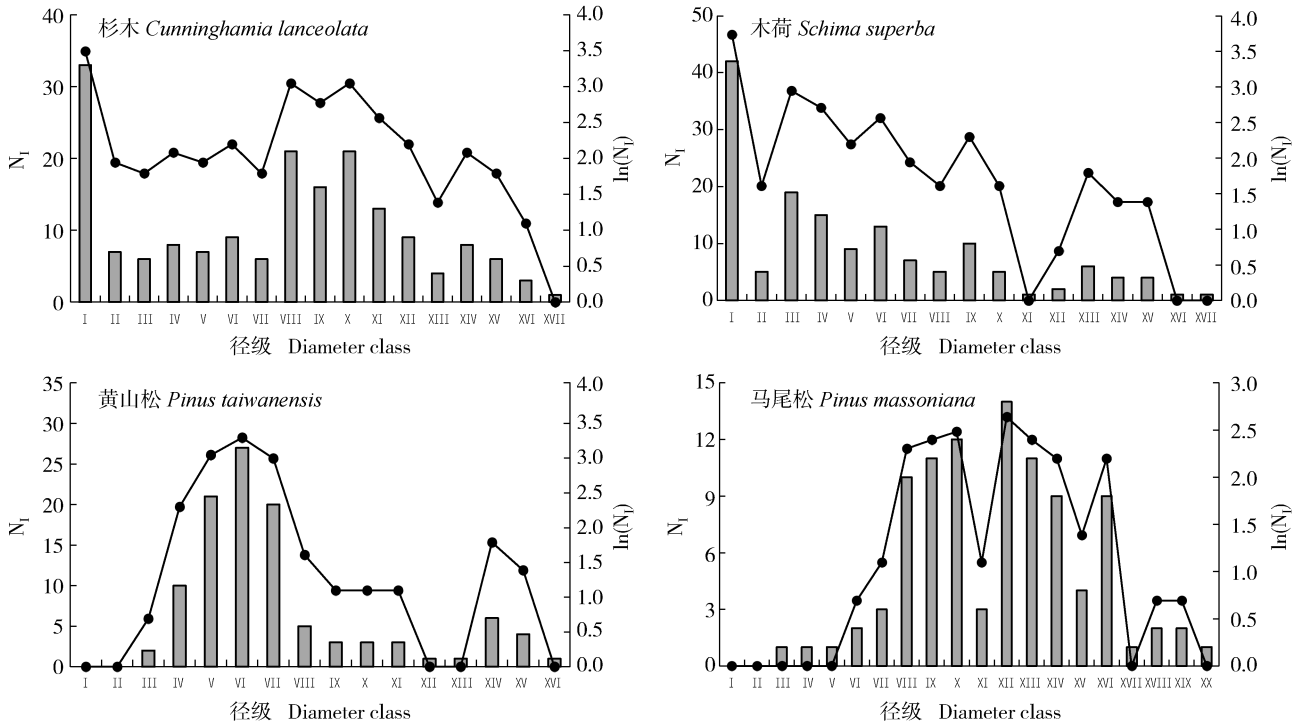 杉木 Cunninghamia lanceolata
N_I
40
30
20
10
0
4.0
3.5
3.0
2.5
2.0
1.5
1.0
0.5
0.0
ln(N_I)
I II III IV V VI VII VIII IX X XI XII XIII XIV XV XVI XVII
径级 Diameter class
木荷 Schima superba
N_I
50
40
30
20
10
0
4.0
3.5
3.0
2.5
2.0
1.5
1.0
0.5
0.0
ln(N_I)
I II III IV V VI VII VIII IX X XI XII XIII XIV XV XVI XVII
径级 Diameter class
黄山松 Pinus taiwanensis
N_I
35
30
25
20
15
10
5
0
4.0
3.5
3.0
2.5
2.0
1.5
1.0
0.5
0.0
ln(N_I)
I II III IV V VI VII VIII IX X XI XII XIII XIV XV XVI
径级 Diameter class
马尾松 Pinus massoniana
N_I
15
12
9
6
3
0
3.0
2.5
2.0
1.5
1.0
0.5
0.0
ln(N_I)
I II III IV V VI VII VIII IX X XI XII XIII XIV XV XVI XVII XVIII XIX XX
径级 Diameter class